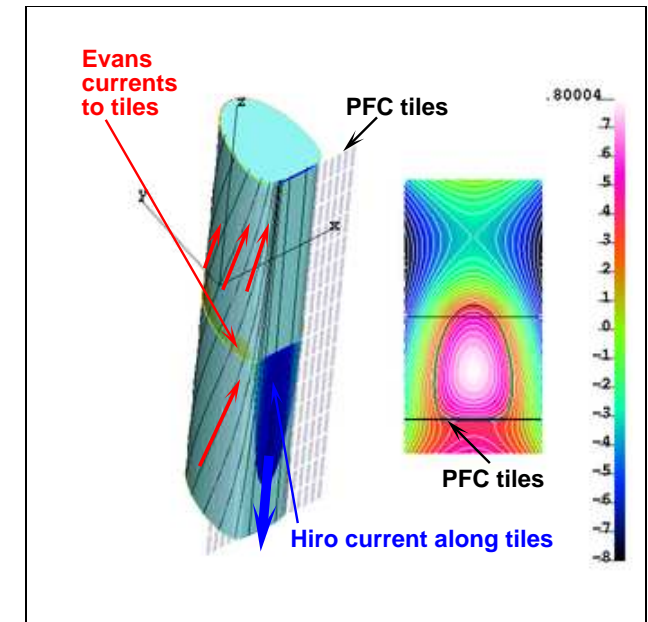 Evans
currents
to tiles
PFC tiles
.80004
.7
.6
.5
.4
.3
.2
.1
.0
-.1
-.2
-.3
-.4
-.5
-.6
-.7
-.8
PFC tiles
Hiro current along tiles